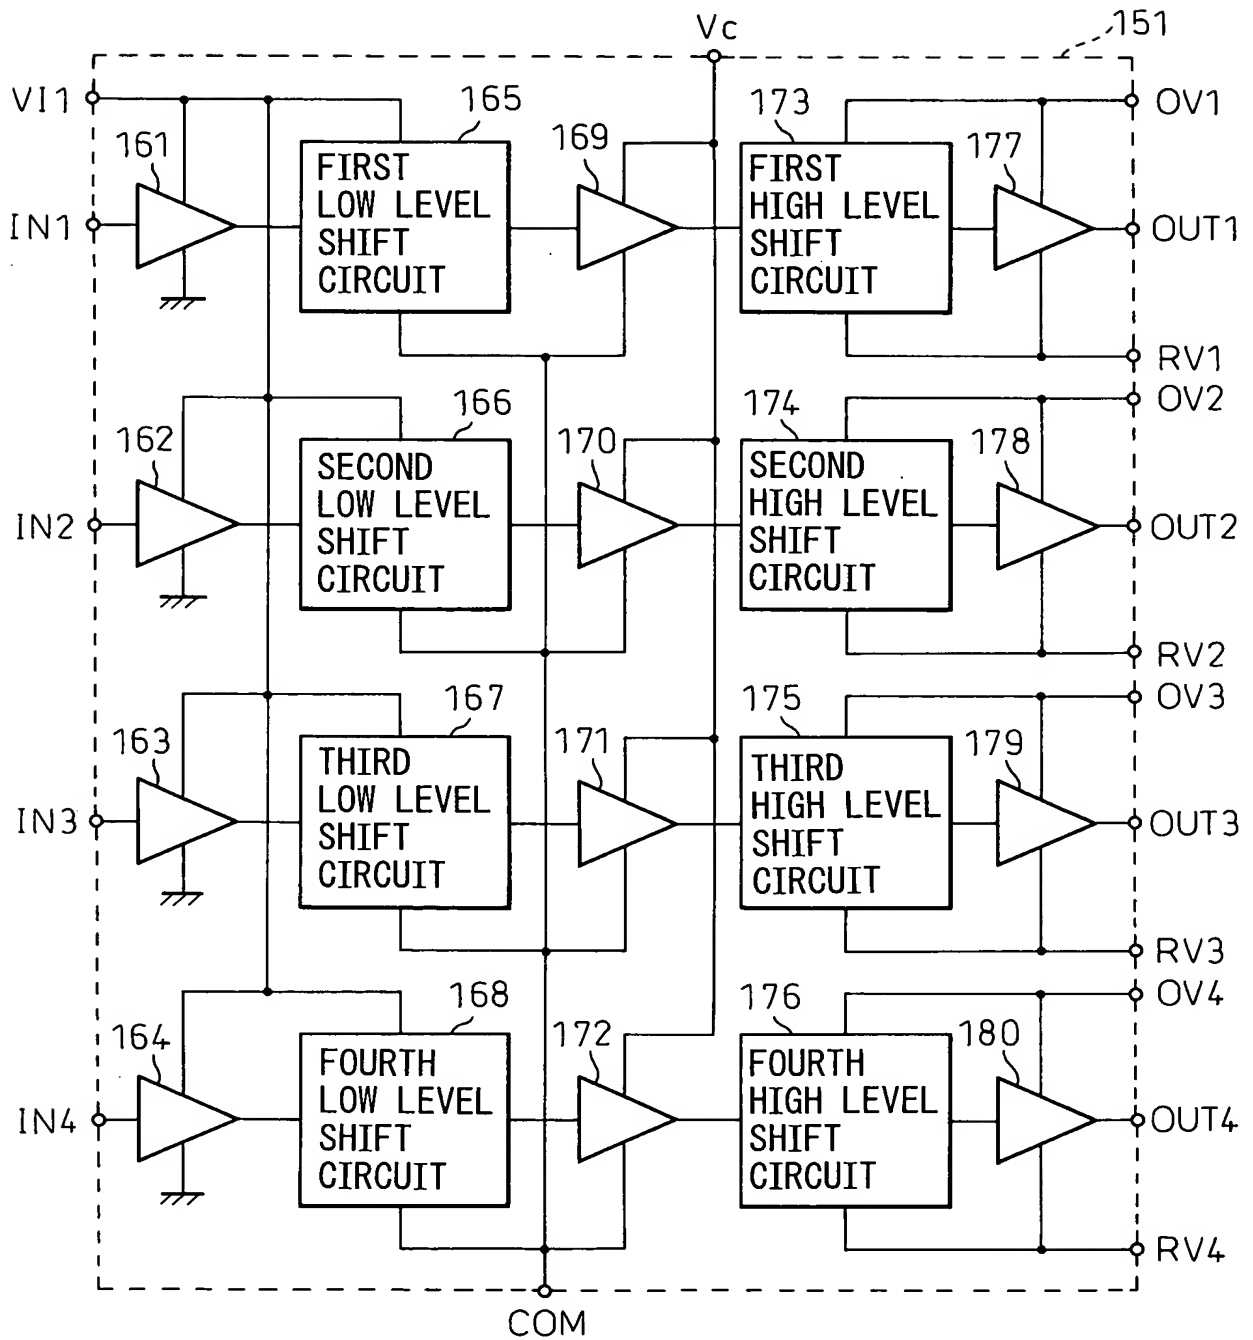 Vc
151
VI1
165
173
OV1
161
169
177
FIRST
LOW LEVEL
SHIFT
CIRCUIT
FIRST
HIGH LEVEL
SHIFT
CIRCUIT
IN1
OUT1
RV1
OV2
166
174
162
170
178
SECOND
LOW LEVEL
SHIFT
CIRCUIT
SECOND
HIGH LEVEL
SHIFT
CIRCUIT
IN2
OUT2
RV2
OV3
167
175
163
171
179
THIRD
LOW LEVEL
SHIFT
CIRCUIT
THIRD
HIGH LEVEL
SHIFT
CIRCUIT
IN3
OUT3
RV3
OV4
168
176
164
172
180
FOURTH
LOW LEVEL
SHIFT
CIRCUIT
FOURTH
HIGH LEVEL
SHIFT
CIRCUIT
IN4
OUT4
RV4
COM